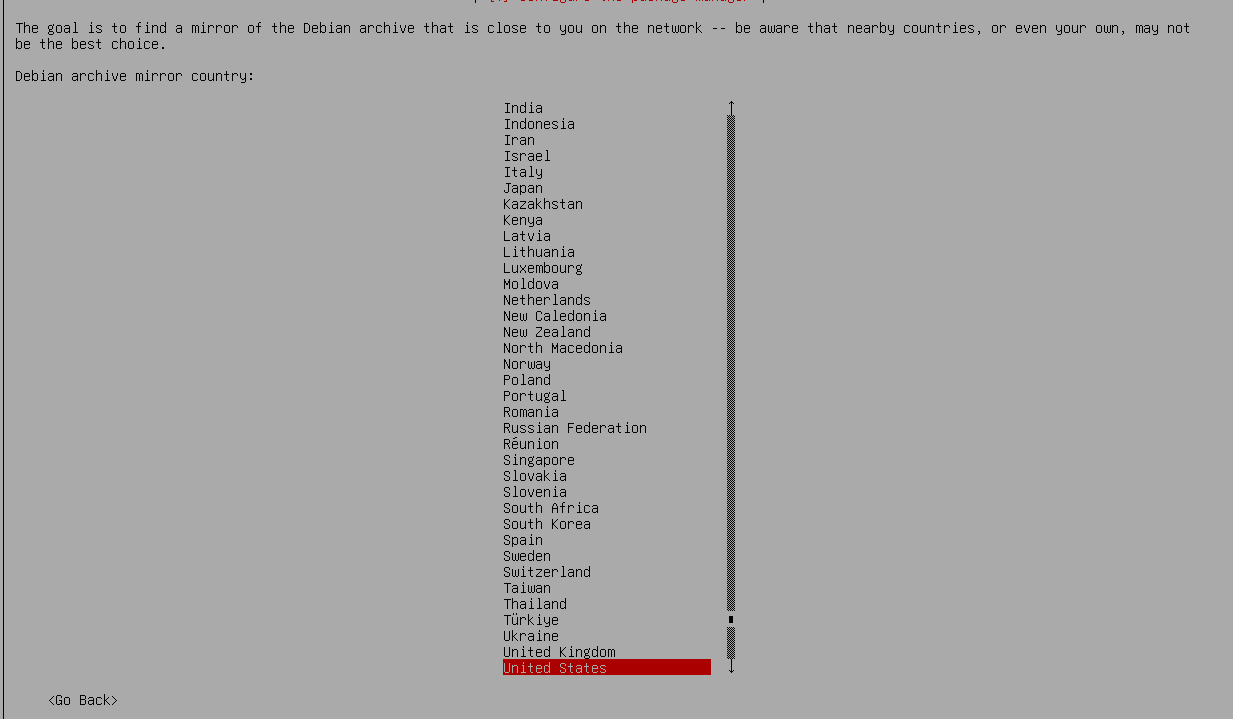 [!] Configure the package manager
The goal is to find a mirror of the Debian archive that is close to you on the network -- be aware that nearby countries, or even your own, may not
be the best choice.
Debian archive mirror country:
India
Indonesia
Iran
Israel
Italy
Japan
Kazakhstan
Kenya
Latvia
Lithuania
Luxembourg
Moldova
Netherlands
New Caledonia
New Zealand
North Macedonia
Norway
Poland
Portugal
Romania
Russian Federation
Réunion
Singapore
Slovakia
Slovenia
South Africa
South Korea
Spain
Sweden
Switzerland
Taiwan
Thailand
Türkiye
Ukraine
United Kingdom
United States
<Go Back>